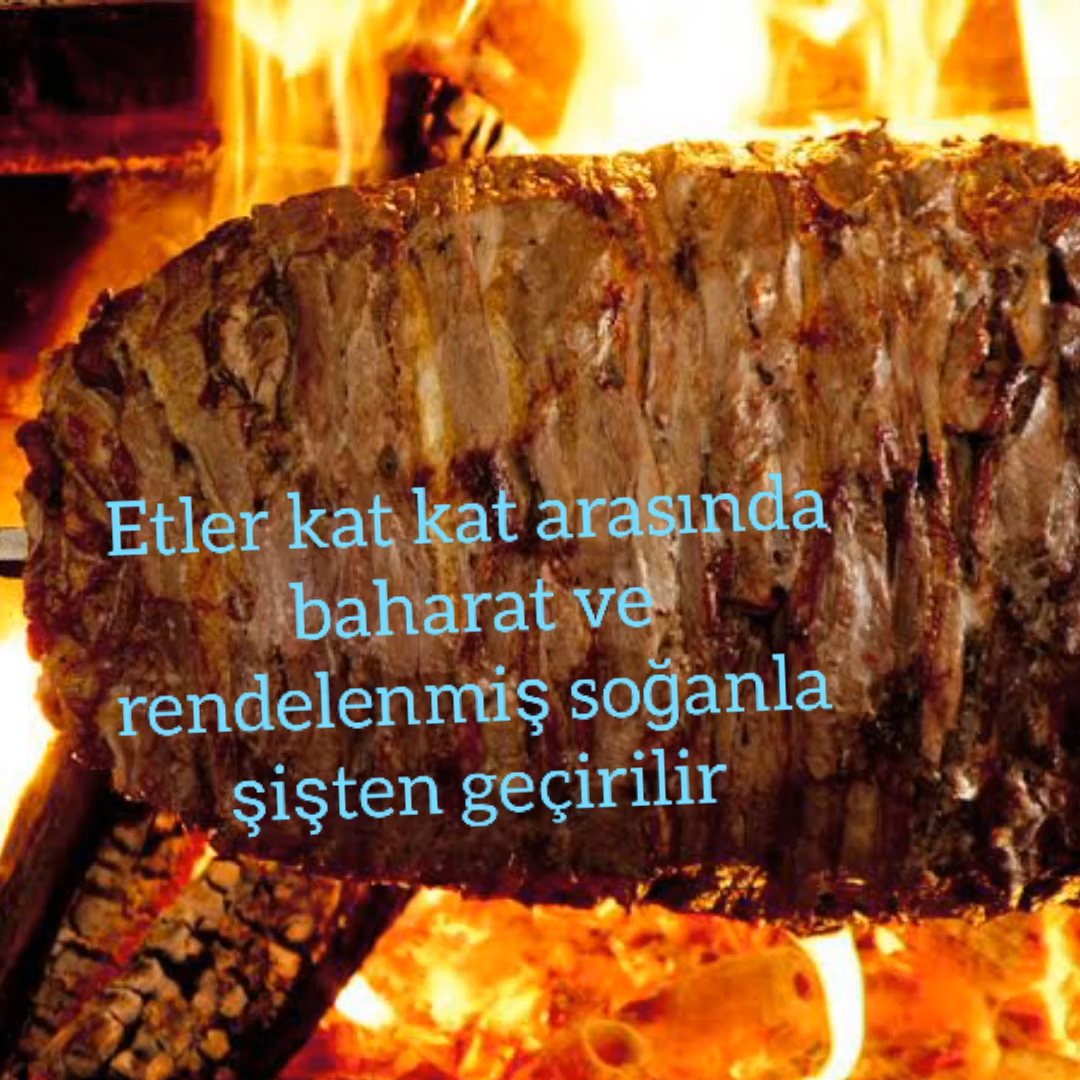 Etler kat kat arasında
baharat ve
rendelenmiş soğanla
şişten geçirilir